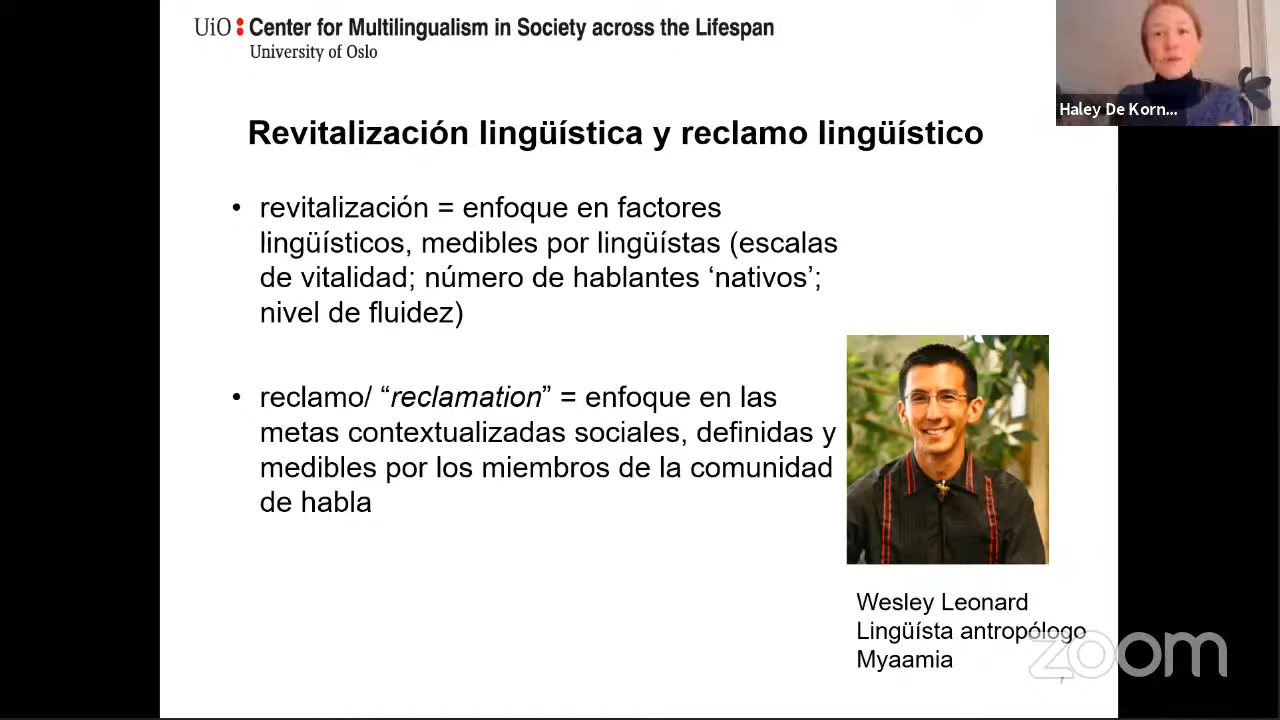 UiO : Center for Multilingualism in Society across the Lifespan
University of Oslo
Haley De Korn...
Revitalización lingüística y reclamo lingüístico
• revitalización = enfoque en factores
lingüísticos, medibles por lingüístas (escalas
de vitalidad; número de hablantes ‘nativos’;
nivel de fluidez)
• reclamo/ “reclamation” = enfoque en las
metas contextualizadas sociales, definidas y
medibles por los miembros de la comunidad
de habla
Wesley Leonard
Lingüísta antropólogo
Myaamia
zoom
7